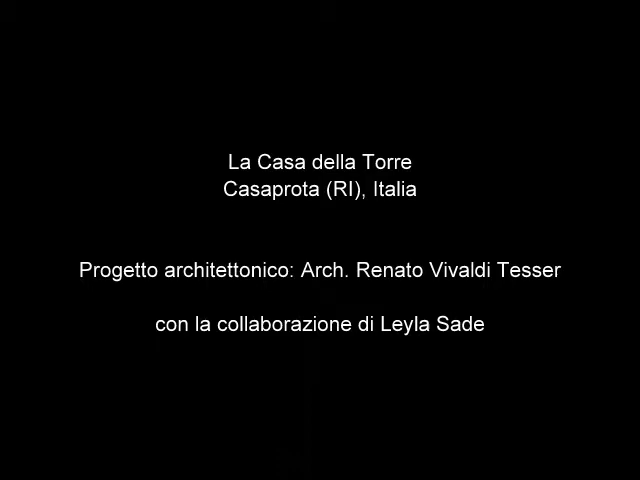 La Casa della Torre
Casaprota (RI), Italia
Progetto architettonico: Arch. Renato Vivaldi Tesser
con la collaborazione di Leyla Sade